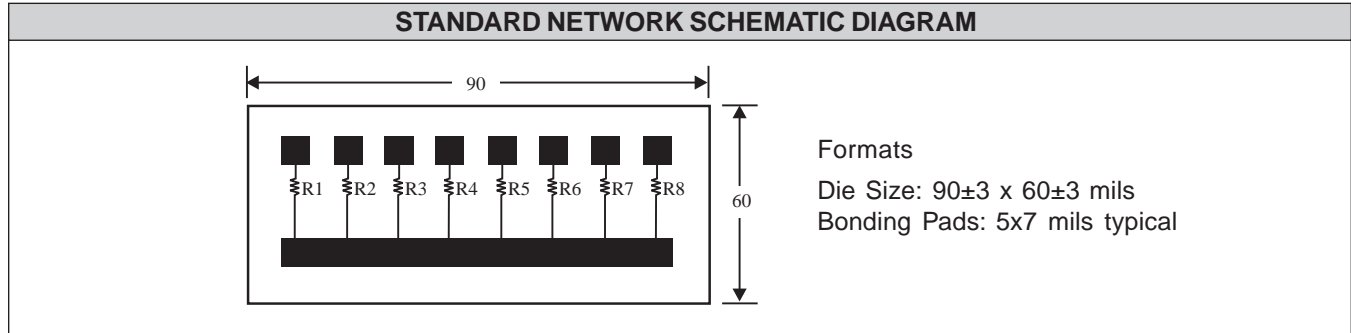 STANDARD NETWORK SCHEMATIC DIAGRAM
90
R1 R2 R3 R4 R5 R6 R7 R8
60
Formats
Die Size: 90±3 x 60±3 mils
Bonding Pads: 5x7 mils typical